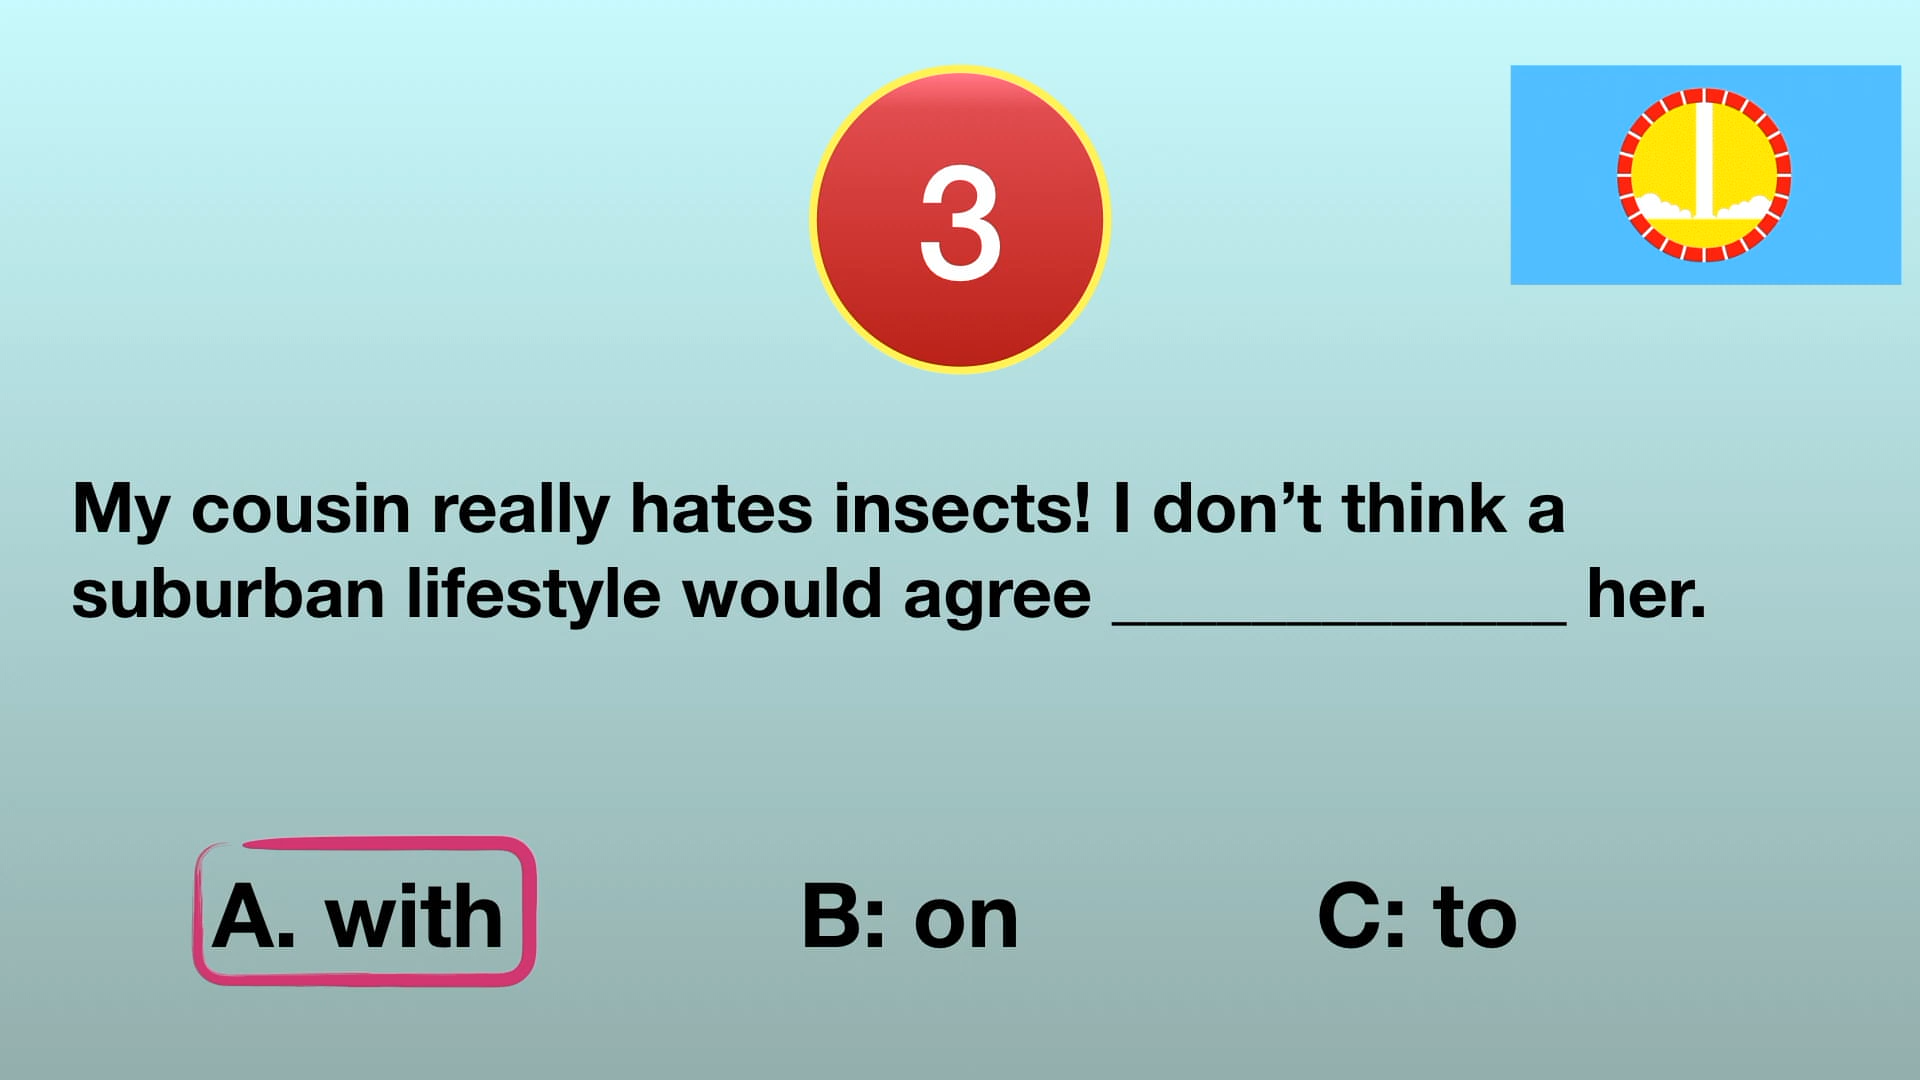 3
My cousin really hates insects! I don’t think a
suburban lifestyle would agree _____________ her.
A. with
B: on
C: to